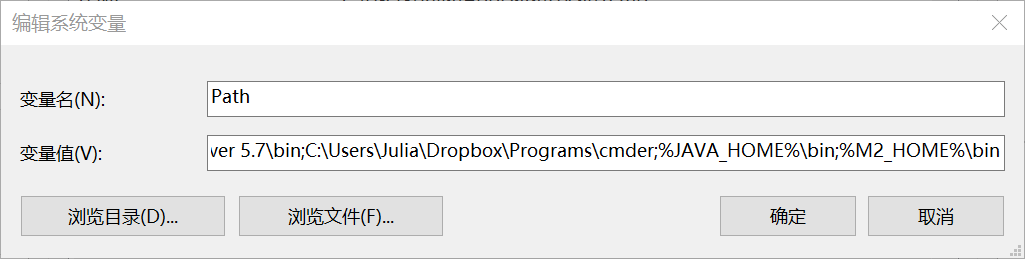 编辑系统变量
变量名(N): Path
变量值(V): ver 5.7\bin;C:\Users\Julia\Dropbox\Programs\cmder;%JAVA_HOME%\bin;%M2_HOME%\bin
浏览目录(D)... 浏览文件(F)... 确定 取消